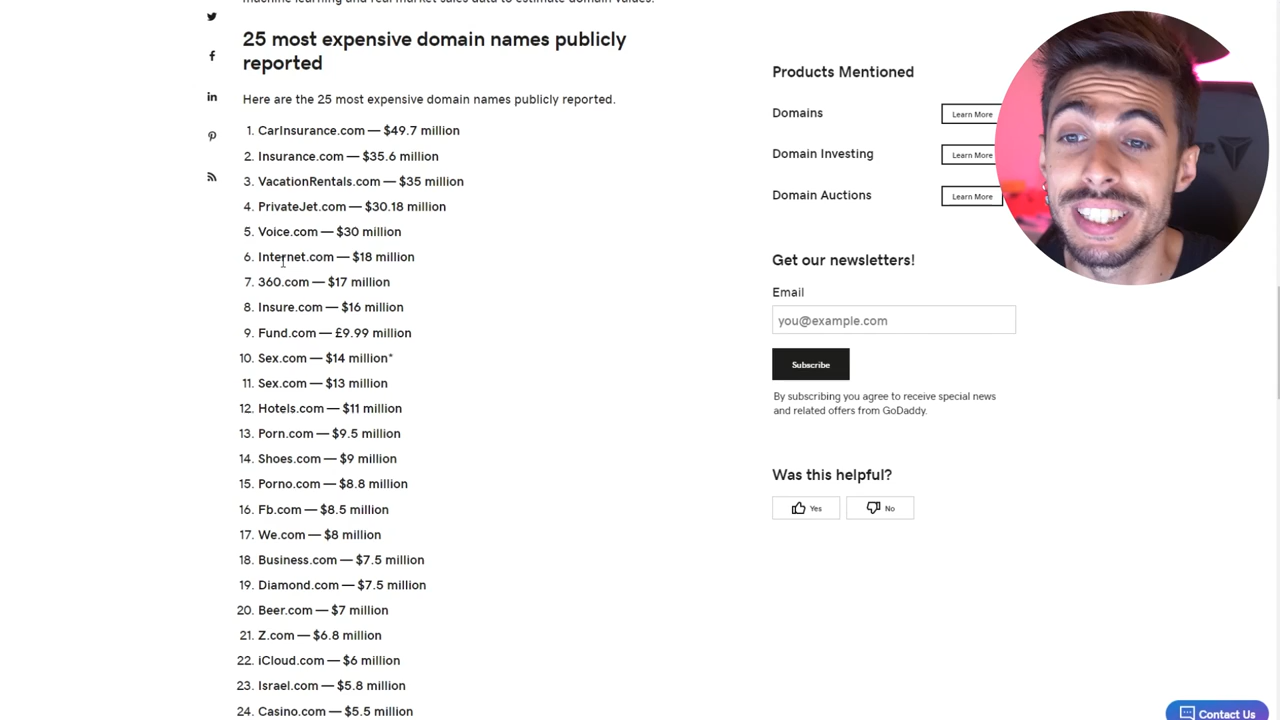 machine learning and real market sales data to estimate domain values.
25 most expensive domain names publicly
reported
Here are the 25 most expensive domain names publicly reported.
1. CarInsurance.com — $49.7 million
2. Insurance.com — $35.6 million
3. VacationRentals.com — $35 million
4. PrivateJet.com — $30.18 million
5. Voice.com — $30 million
6. Internet.com — $18 million
7. 360.com — $17 million
8. Insure.com — $16 million
9. Fund.com — £9.99 million
10. Sex.com — $14 million*
11. Sex.com — $13 million
12. Hotels.com — $11 million
13. Porn.com — $9.5 million
14. Shoes.com — $9 million
15. Porno.com — $8.8 million
16. Fb.com — $8.5 million
17. We.com — $8 million
18. Business.com — $7.5 million
19. Diamond.com — $7.5 million
20. Beer.com — $7 million
21. Z.com — $6.8 million
22. iCloud.com — $6 million
23. Israel.com — $5.8 million
24. Casino.com — $5.5 million
Products Mentioned
Domains Learn More
Domain Investing Learn More
Domain Auctions Learn More
Get our newsletters!
Email
you@example.com
Subscribe
By subscribing you agree to receive special news
and related offers from GoDaddy.
Was this helpful?
Yes No
Contact Us